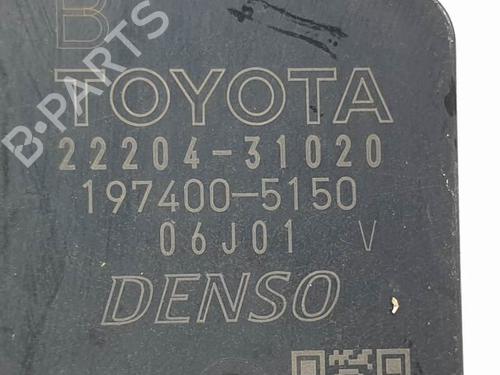 B
B-PARTS
TOYOTA
22204-31020
197400-5150
06J01 V
DENSO